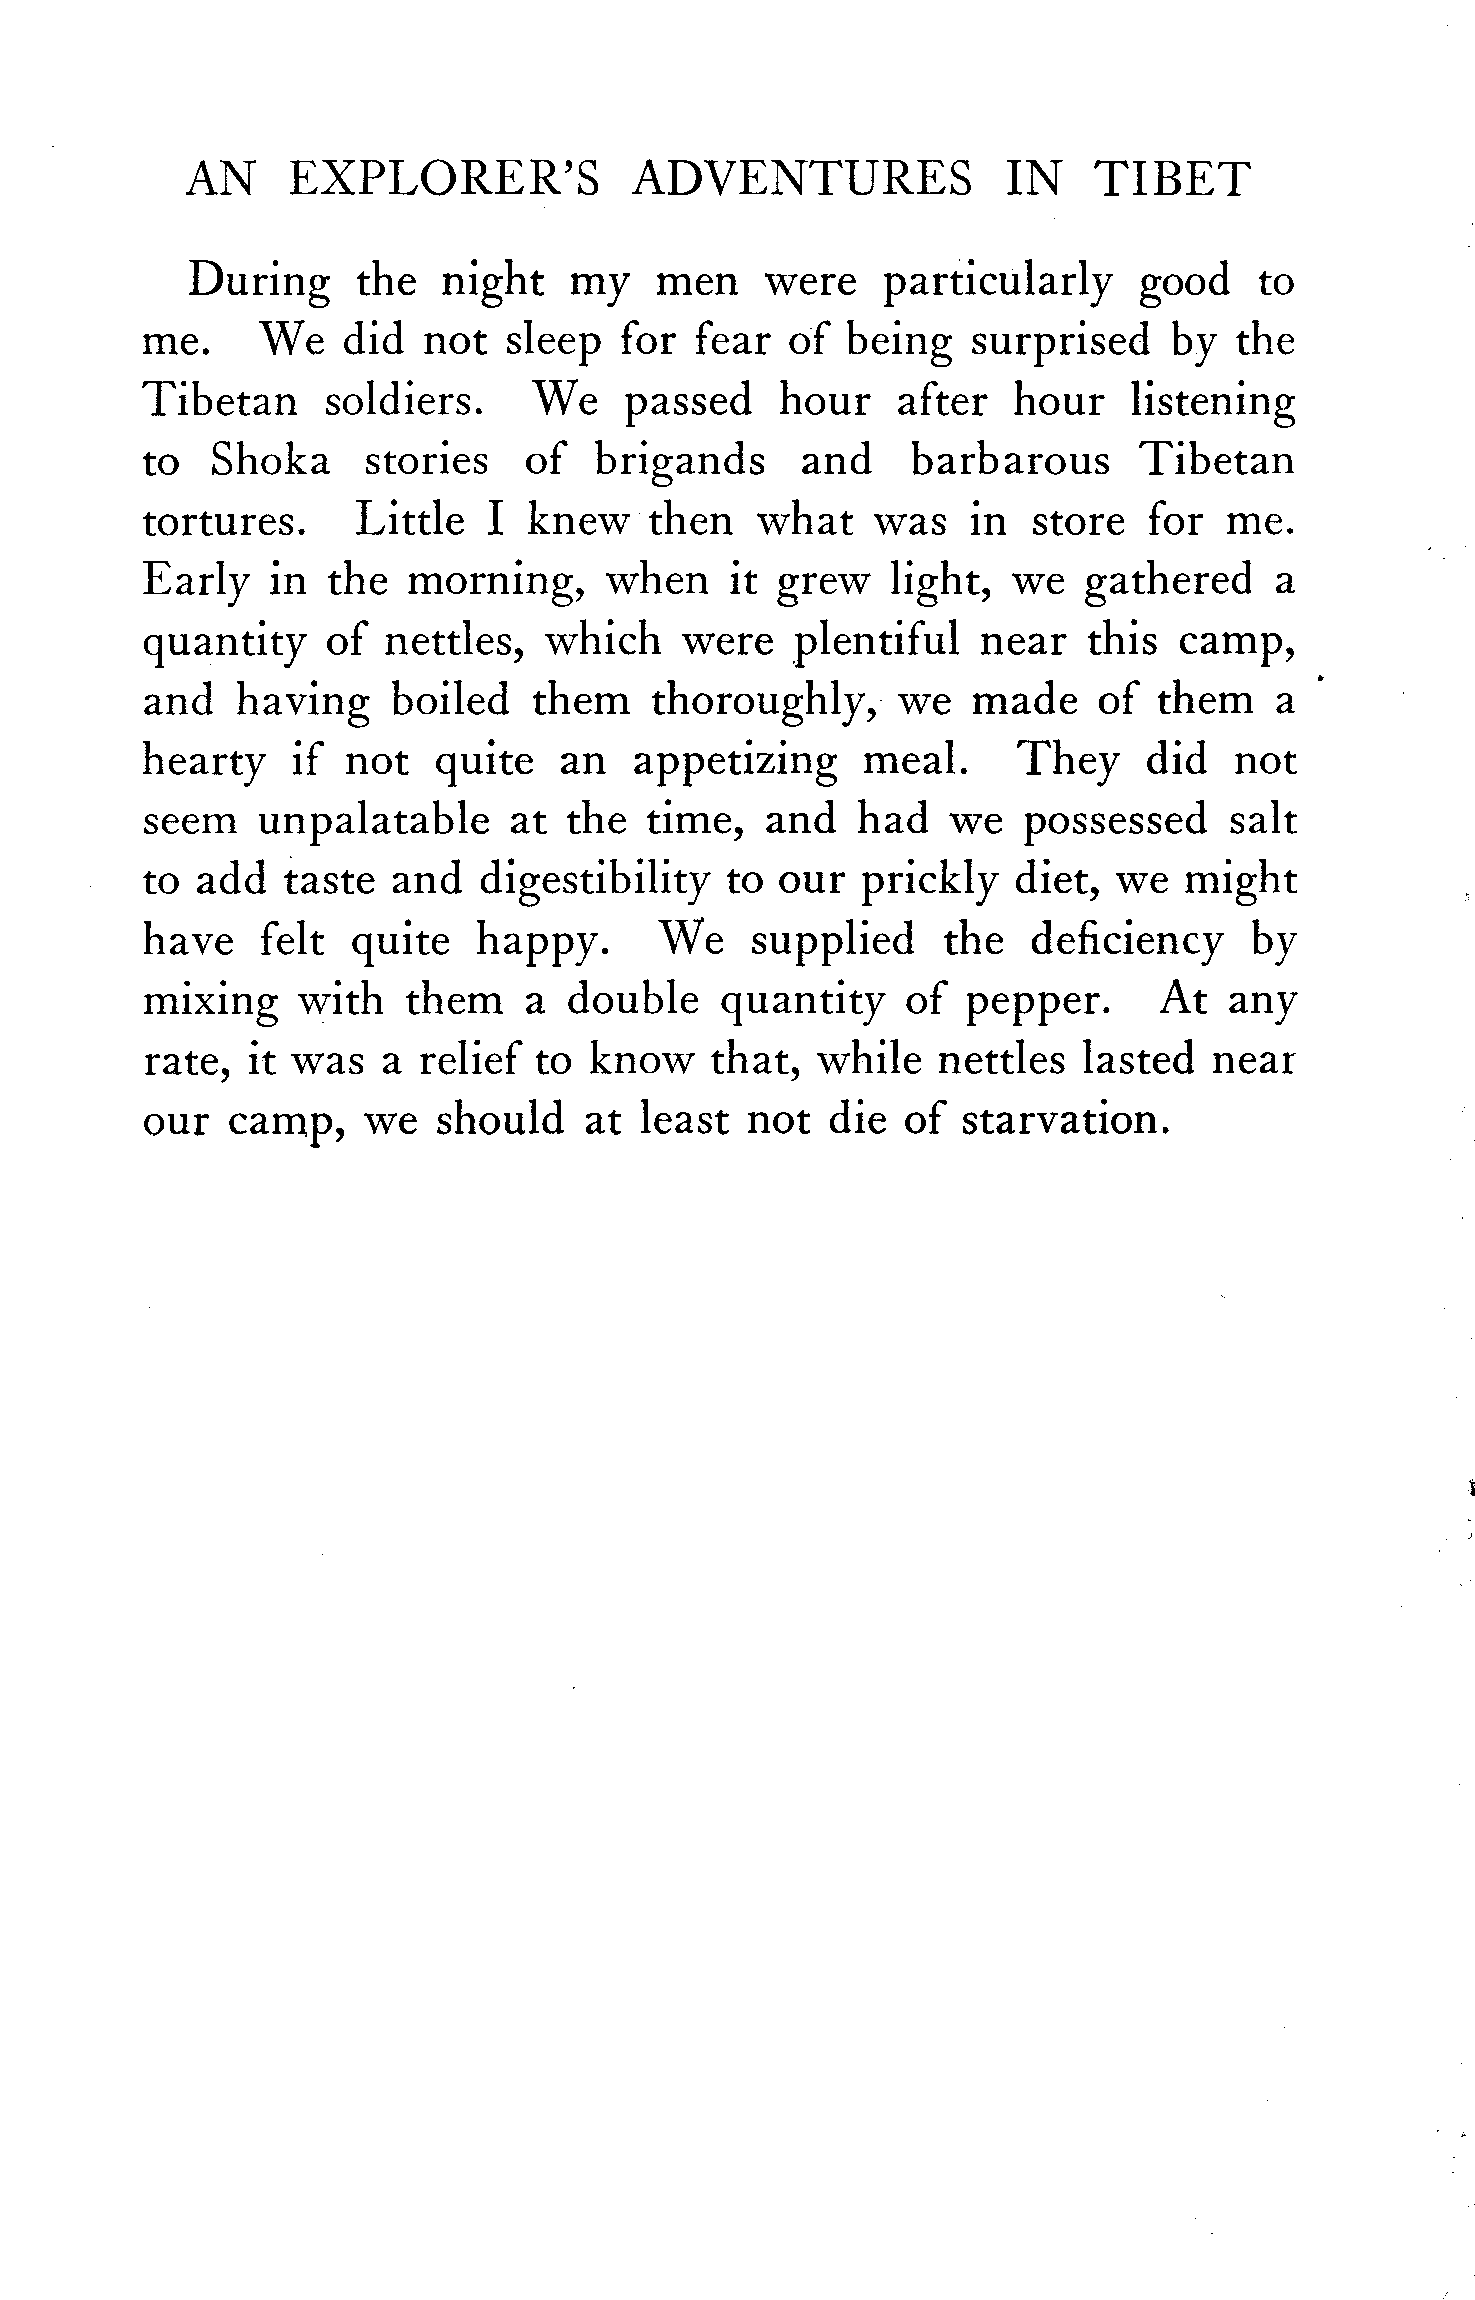 AN EXPLORER'S ADVENTURES IN TIBET
During the night my men were particularly good to
me. We did not sleep for fear of being surprised by the
Tibetan soldiers. We passed hour after hour listening
to Shoka stories of brigands and barbarous Tibetan
tortures. Little I knew then what was in store for me.
Early in the morning, when it grew light, we gathered a
quantity of nettles, which were plentiful near this camp,
and having boiled them thoroughly, we made of them a
hearty if not quite an appetizing meal. They did not
seem unpalatable at the time, and had we possessed salt
to add taste and digestibility to our prickly diet, we might
have felt quite happy. We supplied the deficiency by
mixing with them a double quantity of pepper. At any
rate, it was a relief to know that, while nettles lasted near
our camp, we should at least not die of starvation.